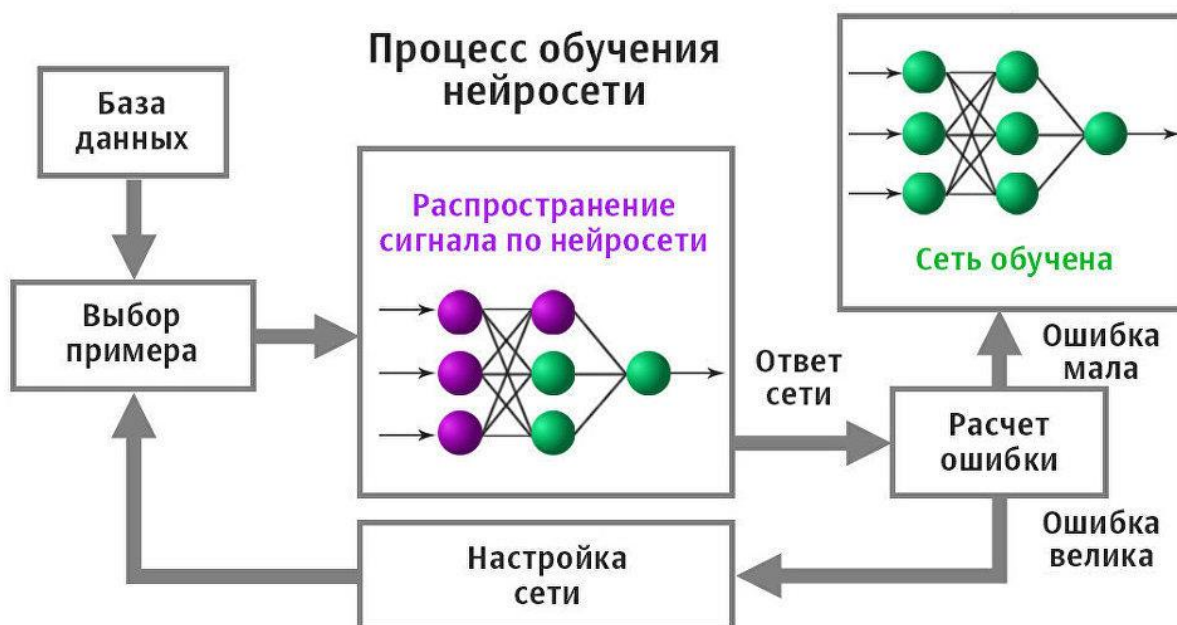 Процесс обучения
нейросети
База
данных
Выбор
примера
Распространение
сигнала по нейросети
Ответ
сети
Расчет
ошибки
Ошибка
мала
Сеть обучена
Ошибка
велика
Настройка
сети